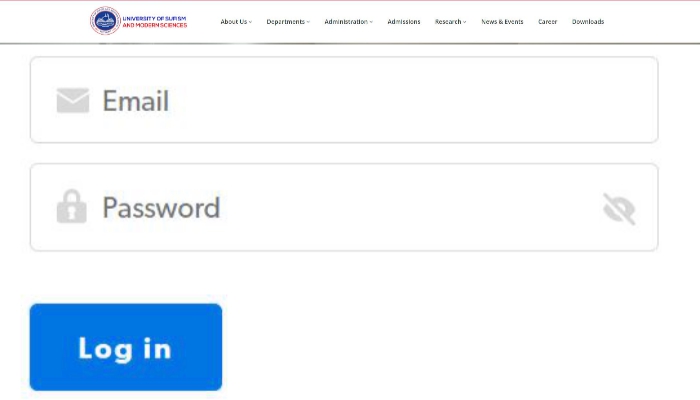 UNIVERSITY OF SUFISM
AND MODERN SCIENCES
About Us
Departments
Administration
Admissions
Research
News & Events
Career
Downloads
Email
Password
Log in